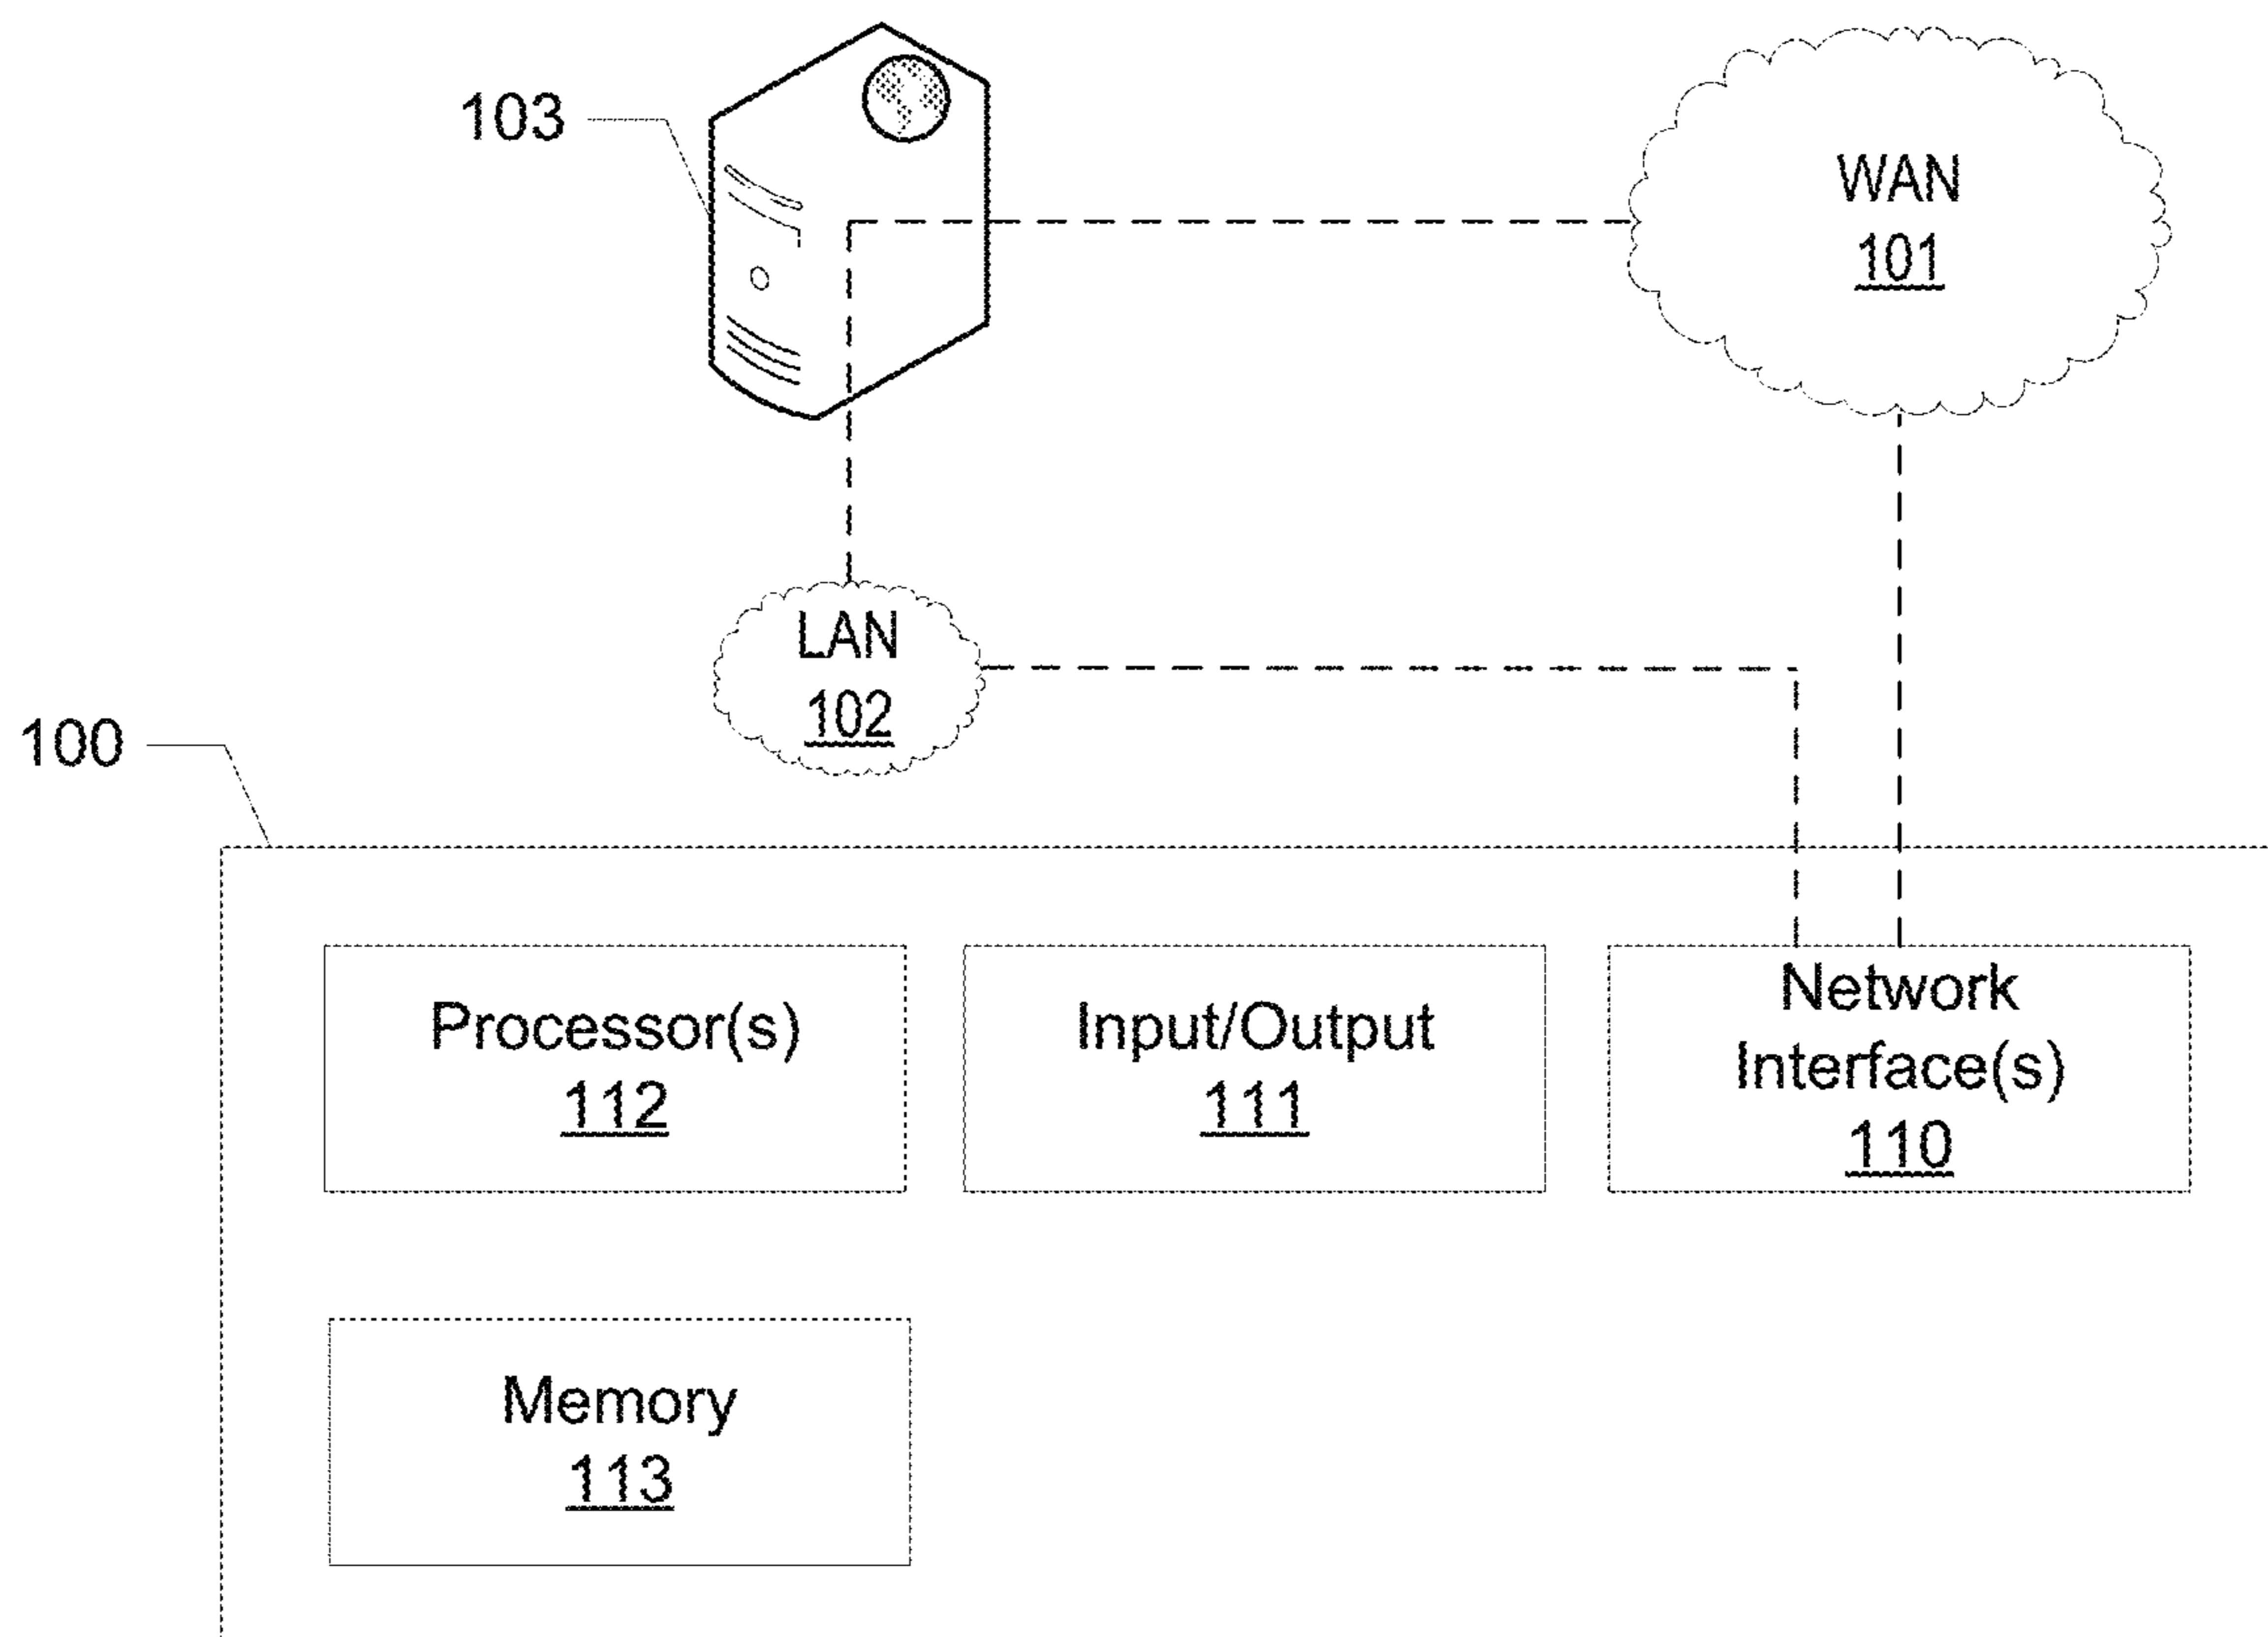 103
WAN
101
LAN
102
100
Processor(s)
112
Input/Output
111
Network
Interface(s)
110
Memory
113